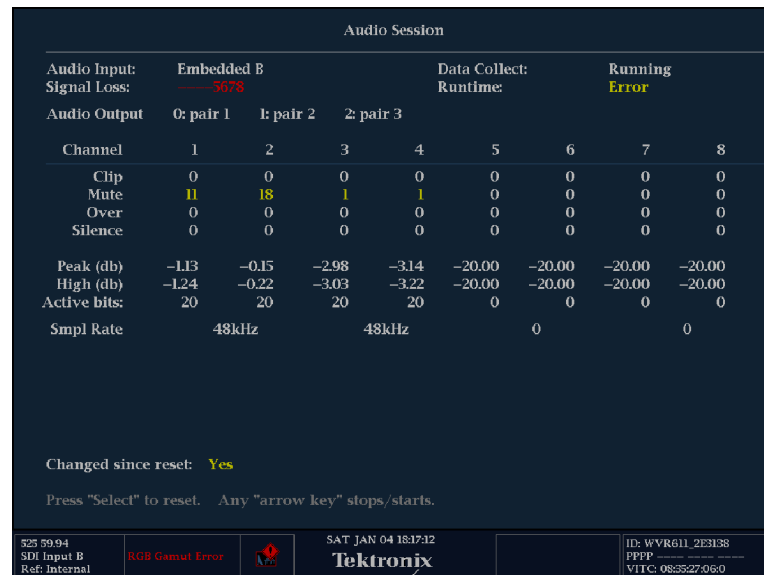 Audio Session
Audio Input: Embedded B Data Collect: Running
Signal Loss: ----5678 Runtime: Error
Audio Output 0: pair 1 1: pair 2 2: pair 3
Channel 1 2 3 4 5 6 7 8
Clip 0 0 0 0 0 0 0 0
Mute 11 18 1 1 0 0 0 0
Over 0 0 0 0 0 0 0 0
Silence 0 0 0 0 0 0 0 0
Peak (db) -1.13 -0.15 -2.98 -3.14 -20.00 -20.00 -20.00 -20.00
High (db) -1.24 -0.22 -3.03 -3.22 -20.00 -20.00 -20.00 -20.00
Active bits: 20 20 20 20 0 0 0 0
Smpl Rate 48kHz 48kHz 0 0
Changed since reset: Yes
Press "Select" to reset. Any "arrow key" stops/starts.
525 59.94
SDI Input B
Ref: Internal
RGB Gamut Error
SAT JAN 04 18:17:12
Tektronix
ID: WVR611_2E3138
PPPP ---- ---- ----
VITC: 08:35:27:06:0